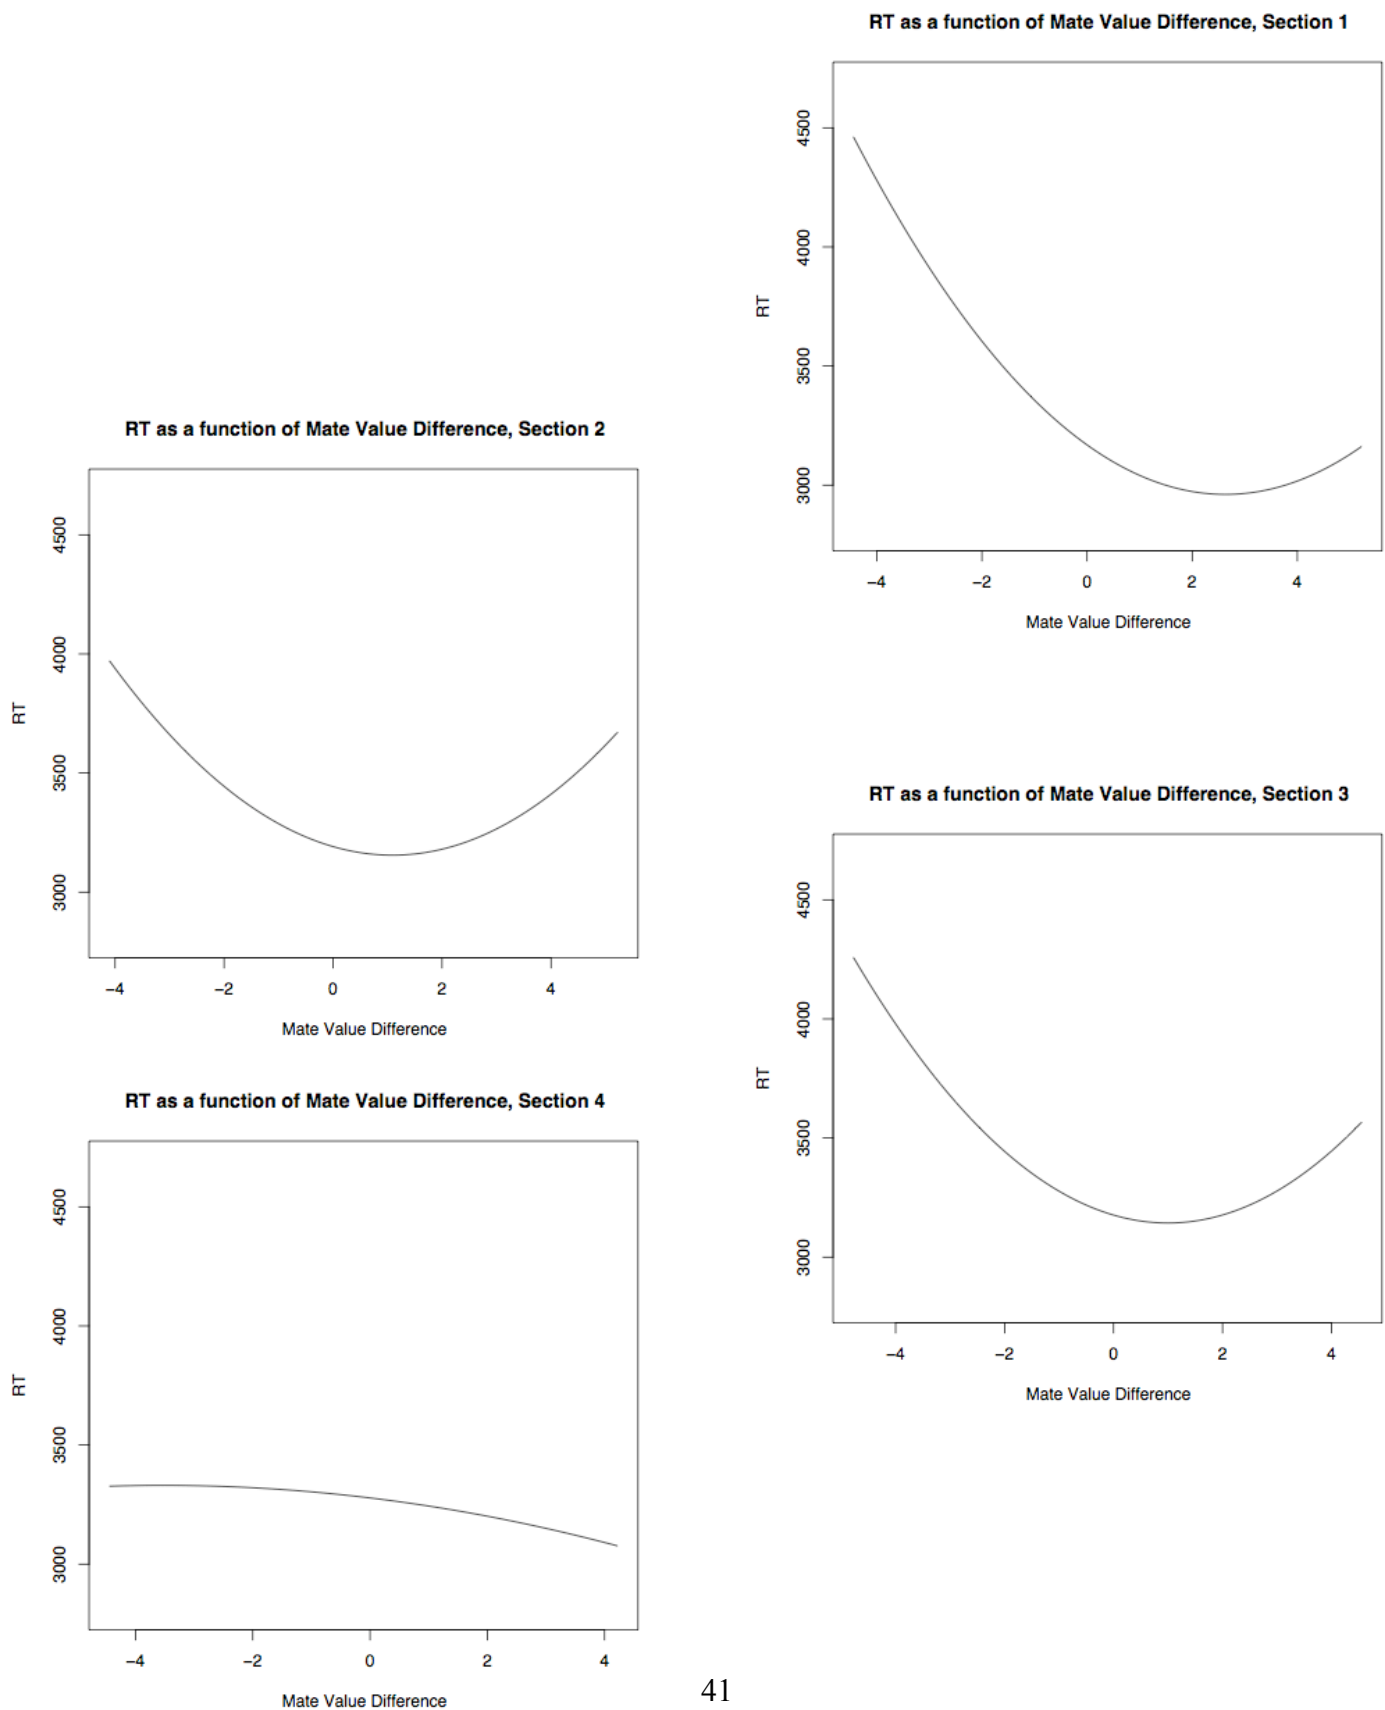 RT as a function of Mate Value Difference, Section 1
4500
4000
3500
3000
RT
−4 −2 0 2 4
Mate Value Difference
RT as a function of Mate Value Difference, Section 2
4500
4000
3500
3000
RT
−4 −2 0 2 4
Mate Value Difference
RT as a function of Mate Value Difference, Section 3
4500
4000
3500
3000
RT
−4 −2 0 2 4
Mate Value Difference
RT as a function of Mate Value Difference, Section 4
4500
4000
3500
3000
RT
−4 −2 0 2 4
Mate Value Difference
41